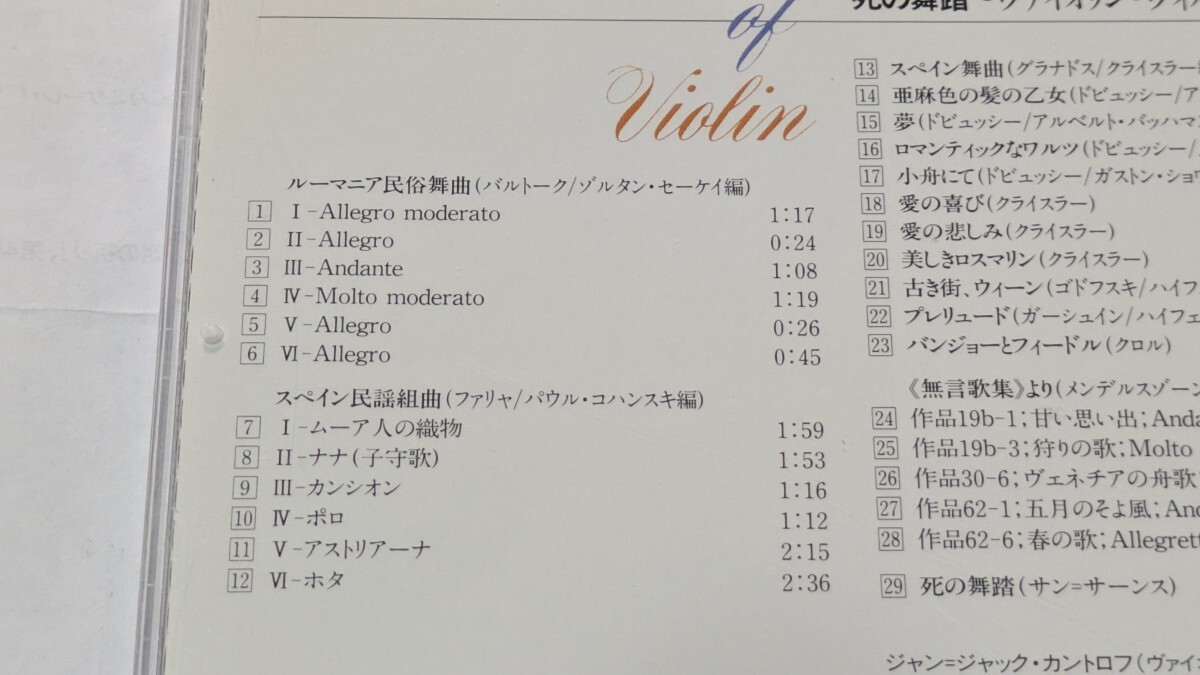 死の舞踏
of
Violin
ルーマニア民俗舞曲(バルトーク/ゾルタン・セーケイ編)
1 I-Allegro moderato 1:17
2 II-Allegro 0:24
3 III-Andante 1:08
4 IV-Molto moderato 1:19
5 V-Allegro 0:26
6 VI-Allegro 0:45
スペイン民謡組曲(ファリャ/パウル・コハンスキ編)
7 I-ムーア人の織物 1:59
8 II-ナナ(子守歌) 1:53
9 III-カンシオン 1:16
10 IV-ポロ 1:12
11 V-アストリアーナ 2:15
12 VI-ホタ 2:36
13 スペイン舞曲(グラナドス/クライスラー
14 亜麻色の髪の乙女(ドビュッシー/ア
15 夢(ドビュッシー/アルベルト・バッハマン
16 ロマンティックなワルツ(ドビュッシー/
17 小舟にて(ドビュッシー/ガストン・ショ
18 愛の喜び(クライスラー)
19 愛の悲しみ(クライスラー)
20 美しきロスマリン(クライスラー)
21 古き街、ウィーン(ゴドフスキ/ハイフ
22 プレリュード(ガーシュイン/ハイフェ
23 バンジョーとフィードル(クロル)
《無言歌集》より(メンデルスゾーン
24 作品19b-1;甘い思い出;Anda
25 作品19b-3;狩りの歌;Molto
26 作品30-6;ヴェネチアの舟歌
27 作品62-1;五月のそよ風;And
28 作品62-6;春の歌;Allegrett
29 死の舞踏(サン=サーンス)
ジャン=ジャック・カントロフ(ヴァイオ